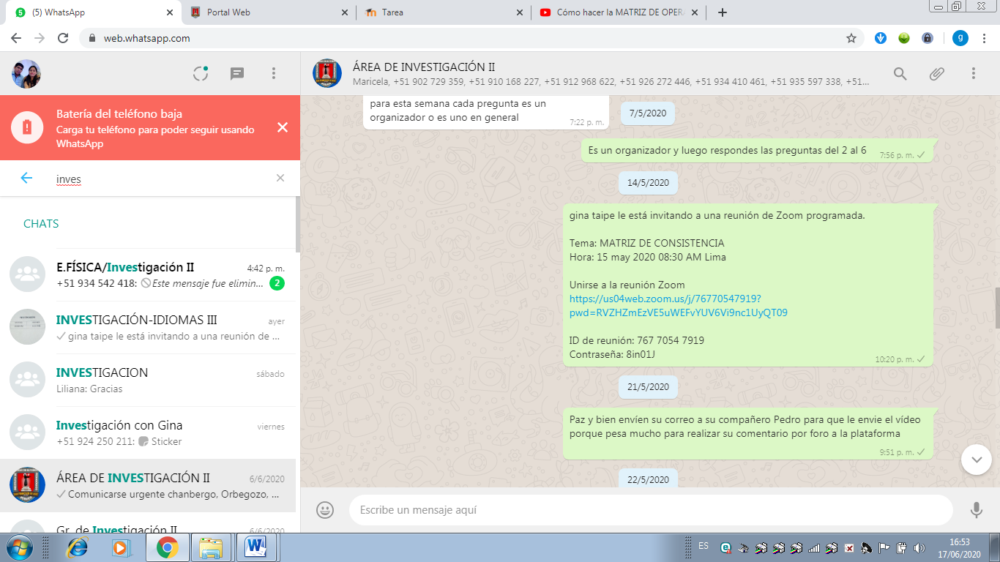 (5) WhatsApp
Portal Web
Tarea
Cómo hacer la MATRIZ DE OPER
web.whatsapp.com
g
Batería del teléfono baja
Carga tu teléfono para poder seguir usando
WhatsApp
inves
CHATS
E.FÍSICA/Investigación II
4:42 p. m.
+51 934 542 418: Este mensaje fue elimin...
2
INVESTIGACIÓN-IDIOMAS III
ayer
gina taipe le está invitando a una reunión de ...
INVESTIGACION
sábado
Liliana: Gracias
Investigación con Gina
viernes
+51 924 250 211: Sticker
ÁREA DE INVESTIGACIÓN II
6/6/2020
Comunicarse urgente chanbergo, Orbegozo, ...
Gr. de Investigación II
6/6/2020
ÁREA DE INVESTIGACIÓN II
Maricela, +51 902 729 359, +51 910 168 227, +51 912 968 622, +51 926 272 446, +51 934 410 461, +51 935 597 338, +51...
para esta semana cada pregunta es un
organizador o es uno en general
7:22 p. m.
7/5/2020
Es un organizador y luego respondes las preguntas del 2 al 6
7:56 p. m.
14/5/2020
gina taipe le está invitando a una reunión de Zoom programada.
Tema: MATRIZ DE CONSISTENCIA
Hora: 15 may 2020 08:30 AM Lima
Unirse a la reunión Zoom
https://us04web.zoom.us/j/76770547919?
pwd=RVZHZmEzVE5uWEFvYUV6Vi9nc1UyQT09
ID de reunión: 767 7054 7919
Contraseña: 8in01J
10:20 p. m.
21/5/2020
Paz y bien envíen su correo a su compañero Pedro para que le envie el vídeo
porque pesa mucho para realizar su comentario por foro a la plataforma
9:51 p. m.
22/5/2020
Escribe un mensaje aquí
ES
16:53
17/06/2020